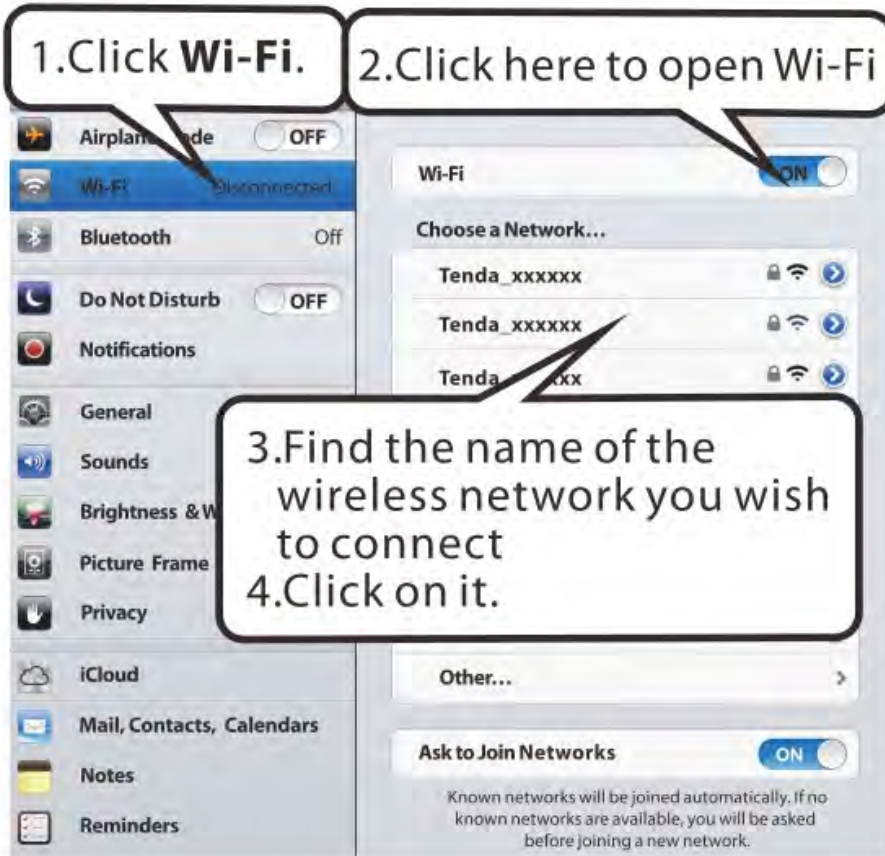 1.Click Wi-Fi.
2.Click here to open Wi-Fi
OFF
Wi-Fi Disconnected
Bluetooth Off
Do Not Disturb OFF
Notifications
General
Sounds
Brightness & W
Picture Frame
Privacy
iCloud
Mail, Contacts, Calendars
Notes
Reminders
Wi-Fi ON
Choose a Network...
Tenda_xxxxxx
Tenda_xxxxxx
Tenda xx
3.Find the name of the
wireless network you wish
to connect
4.Click on it.
Other...
Ask to Join Networks ON
Known networks will be joined automatically. If no
known networks are available, you will be asked
before joining a new network.